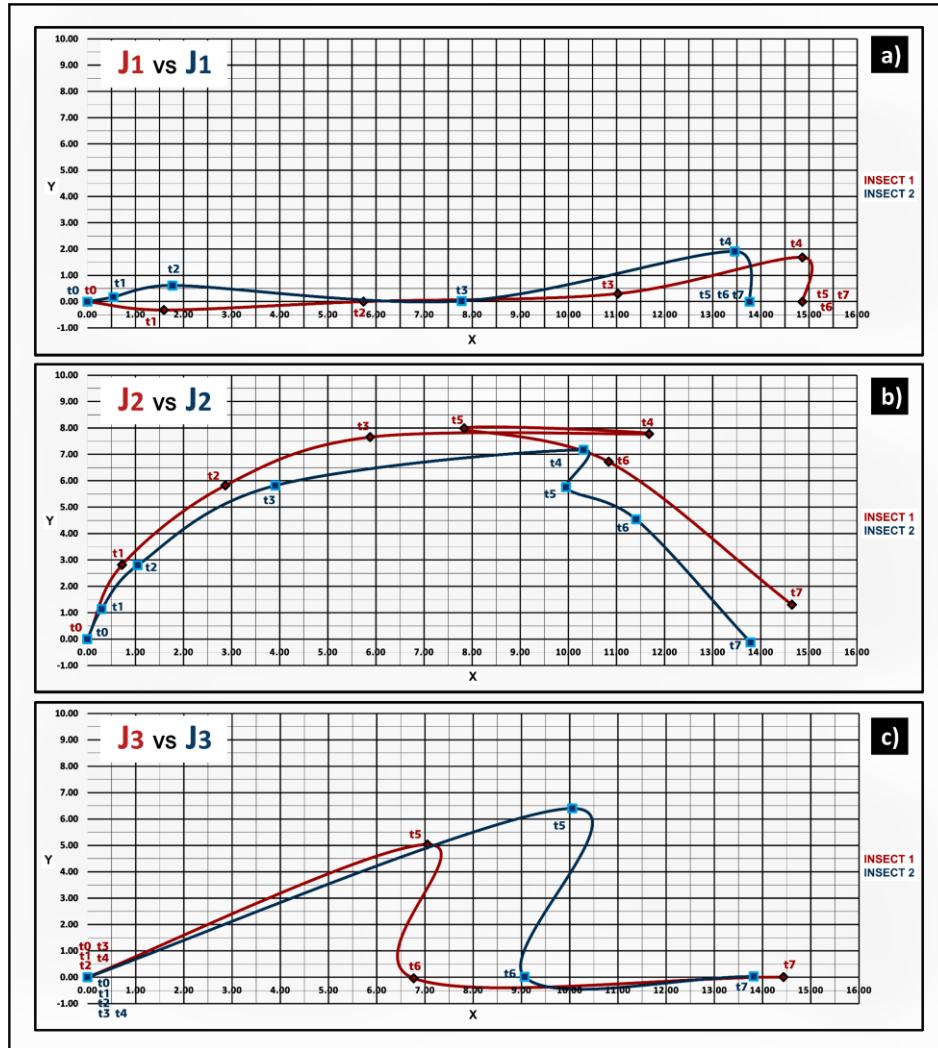 J1 vs J1
a)
10.00
9.00
8.00
7.00
6.00
5.00
Y
4.00
3.00
2.00
1.00
0.00
-1.00
INSECT 1
INSECT 2
t4
t4
t2
t3
t0 t0
t1
t3
t5 t6 t7
t5 t7
t6
t1
t2
0.00 1.00 2.00 3.00 4.00 5.00 6.00 7.00 8.00 9.00 10.00 11.00 12.00 13.00 14.00 15.00 16.00
X
J2 vs J2
b)
10.00
9.00
8.00
7.00
6.00
5.00
Y
4.00
3.00
2.00
1.00
0.00
-1.00
INSECT 1
INSECT 2
t5
t4
t3
t4
t6
t2
t3
t5
t6
t1
t2
t1
t7
t0
t0
t7
0.00 1.00 2.00 3.00 4.00 5.00 6.00 7.00 8.00 9.00 10.00 11.00 12.00 13.00 14.00 15.00 16.00
X
J3 vs J3
c)
10.00
9.00
8.00
7.00
6.00
5.00
Y
4.00
3.00
2.00
1.00
0.00
-1.00
INSECT 1
INSECT 2
t5
t5
t0 t3
t1 t4
t2
t6
t6
t7
t7
t0
t1
t2
t3 t4
0.00 1.00 2.00 3.00 4.00 5.00 6.00 7.00 8.00 9.00 10.00 11.00 12.00 13.00 14.00 15.00 16.00
X